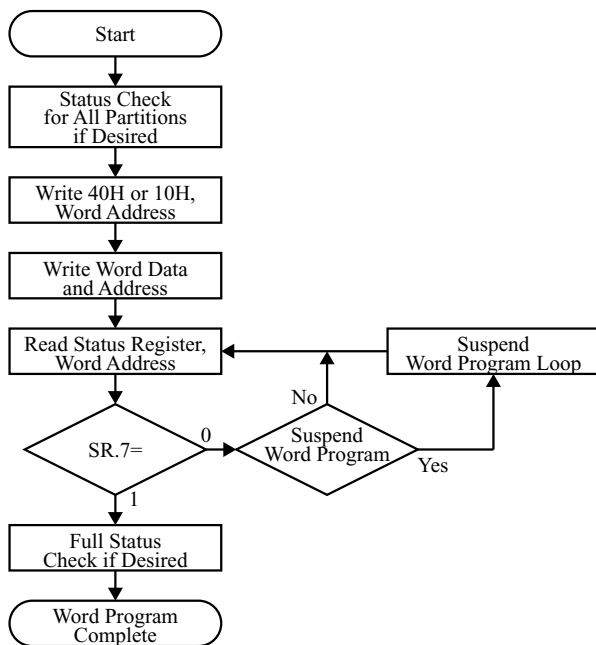 Start
Status Check
for All Partitions
if Desired
Write 40H or 10H,
Word Address
Write Word Data
and Address
Read Status Register,
Word Address
Suspend
Word Program Loop
No
SR.7=
0
Suspend
Word Program
Yes
1
Full Status
Check if Desired
Word Program
Complete